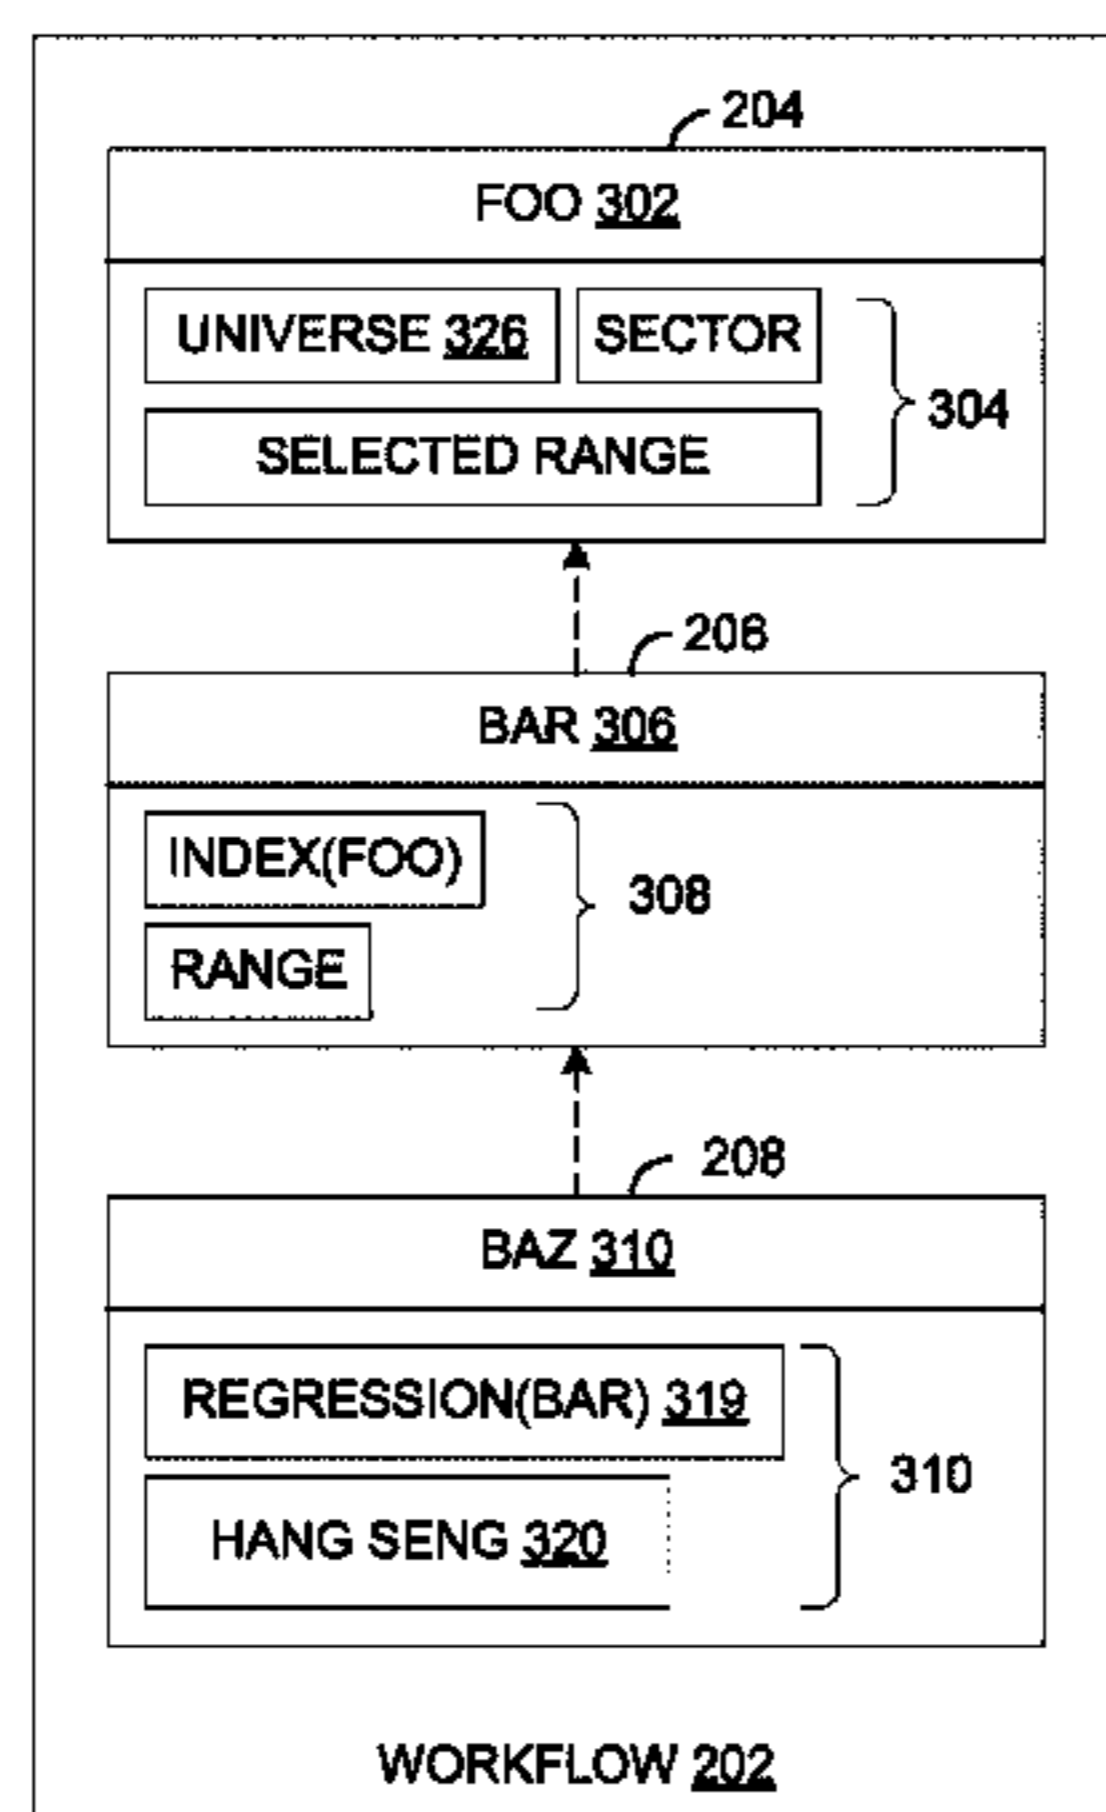 204
FOO 302
UNIVERSE 326 SECTOR
304
SELECTED RANGE
206
BAR 306
INDEX(FOO)
308
RANGE
208
BAZ 310
REGRESSION(BAR) 319
310
HANG SENG 320
WORKFLOW 202